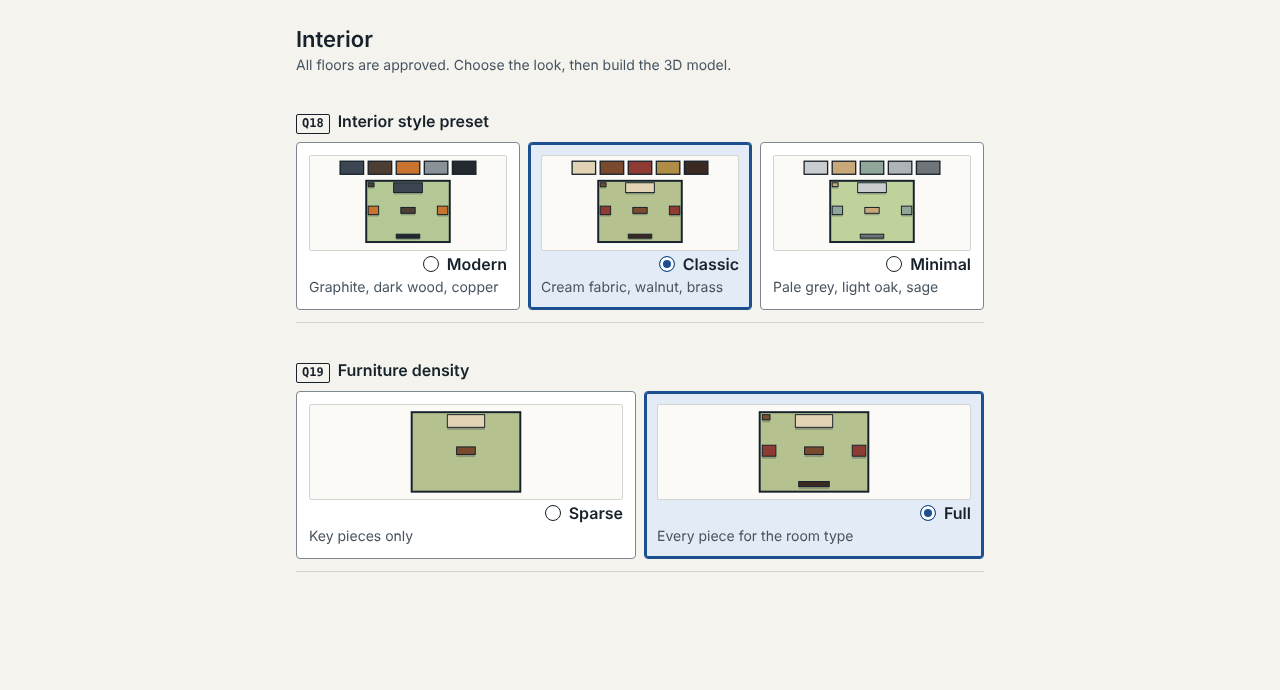 Interior
All floors are approved. Choose the look, then build the 3D model.
Q18 Interior style preset
Modern
Graphite, dark wood, copper
Classic
Cream fabric, walnut, brass
Minimal
Pale grey, light oak, sage
Q19 Furniture density
Sparse
Key pieces only
Full
Every piece for the room type